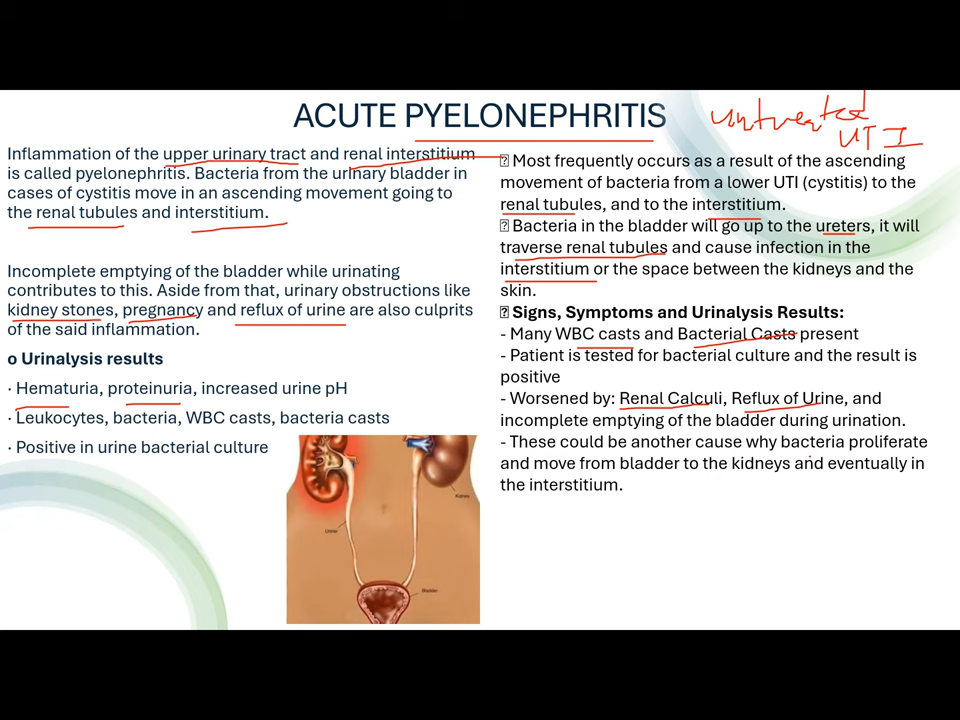 ACUTE PYELONEPHRITIS
untreated
UTI
Inflammation of the upper urinary tract and renal interstitium
is called pyelonephritis. Bacteria from the urinary bladder in
cases of cystitis move in an ascending movement going to
the renal tubules and interstitium.
Incomplete emptying of the bladder while urinating
contributes to this. Aside from that, urinary obstructions like
kidney stones, pregnancy and reflux of urine are also culprits
of the said inflammation.
o Urinalysis results
· Hematuria, proteinuria, increased urine pH
· Leukocytes, bacteria, WBC casts, bacteria casts
· Positive in urine bacterial culture
Kidney
Ureter
Bladder
Most frequently occurs as a result of the ascending
movement of bacteria from a lower UTI (cystitis) to the
renal tubules, and to the interstitium.
Bacteria in the bladder will go up to the ureters, it will
traverse renal tubules and cause infection in the
interstitium or the space between the kidneys and the
skin.
Signs, Symptoms and Urinalysis Results:
- Many WBC casts and Bacterial Casts present
- Patient is tested for bacterial culture and the result is
positive
- Worsened by: Renal Calculi, Reflux of Urine, and
incomplete emptying of the bladder during urination.
- These could be another cause why bacteria proliferate
and move from bladder to the kidneys and eventually in
the interstitium.